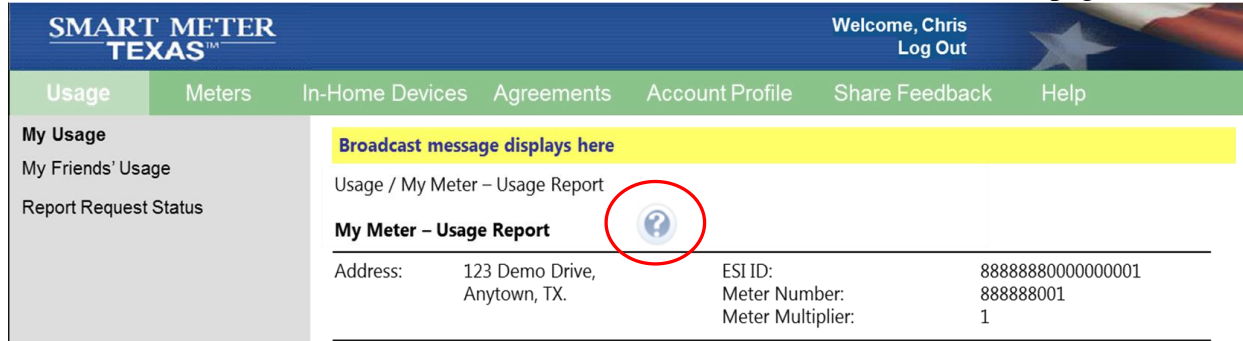 SMART METER
TEXAS™
Welcome, Chris
Log Out
Usage Meters In-Home Devices Agreements Account Profile Share Feedback Help
My Usage
My Friends' Usage
Report Request Status
Broadcast message displays here
Usage / My Meter – Usage Report
My Meter – Usage Report ?
Address: 123 Demo Drive, ESI ID: 88888880000000001
Anytown, TX. Meter Number: 888888001
Meter Multiplier: 1